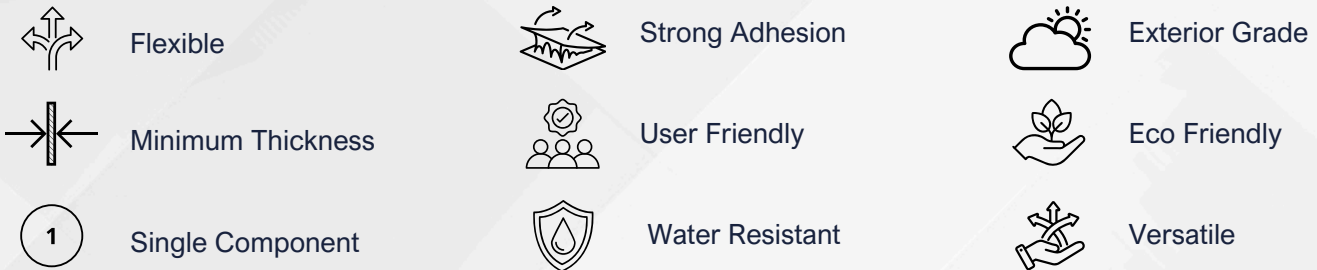 Flexible
Strong Adhesion
Exterior Grade
Minimum Thickness
User Friendly
Eco Friendly
1
Single Component
Water Resistant
Versatile